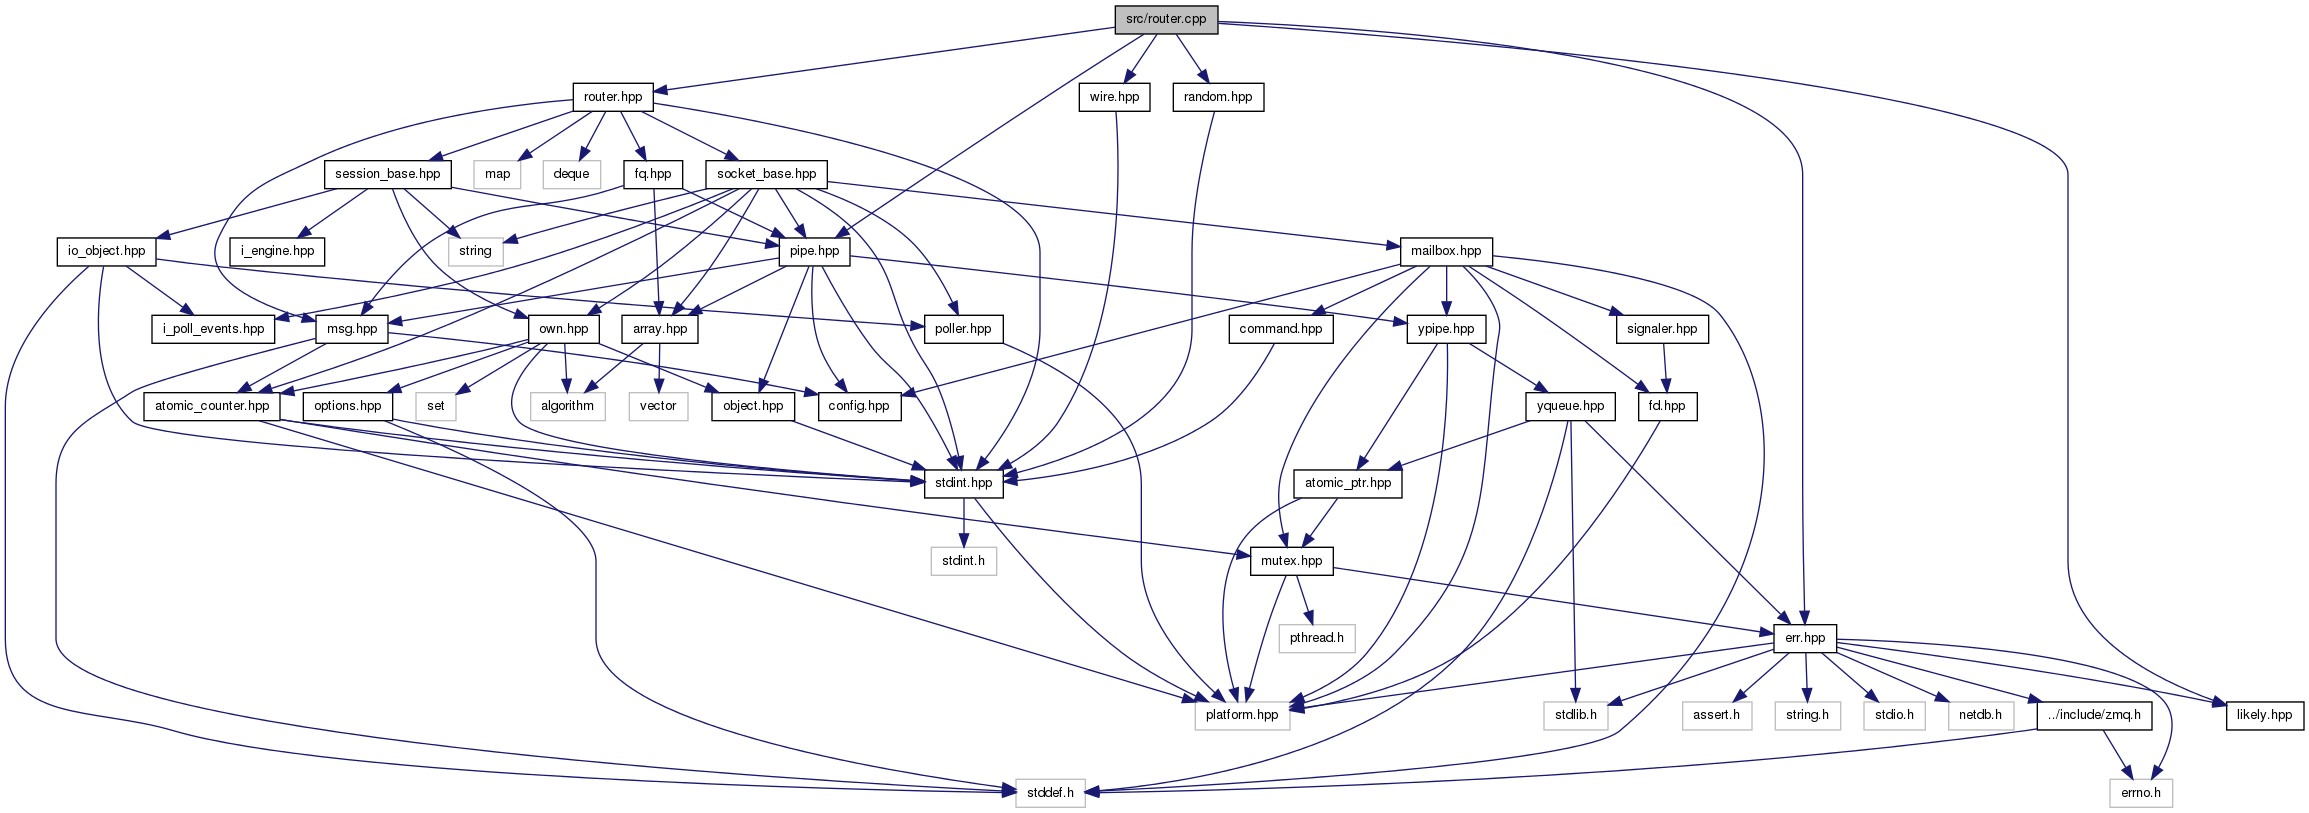 src/router.cpp
router.hpp
wire.hpp
random.hpp
session_base.hpp
map
deque
fq.hpp
socket_base.hpp
io_object.hpp
i_engine.hpp
string
pipe.hpp
mailbox.hpp
i_poll_events.hpp
msg.hpp
own.hpp
array.hpp
poller.hpp
command.hpp
ypipe.hpp
signaler.hpp
atomic_counter.hpp
options.hpp
set
algorithm
vector
object.hpp
config.hpp
yqueue.hpp
fd.hpp
stdint.hpp
atomic_ptr.hpp
stdint.h
mutex.hpp
pthread.h
err.hpp
platform.hpp
stdlib.h
assert.h
string.h
stdio.h
netdb.h
../include/zmq.h
likely.hpp
stddef.h
errno.h